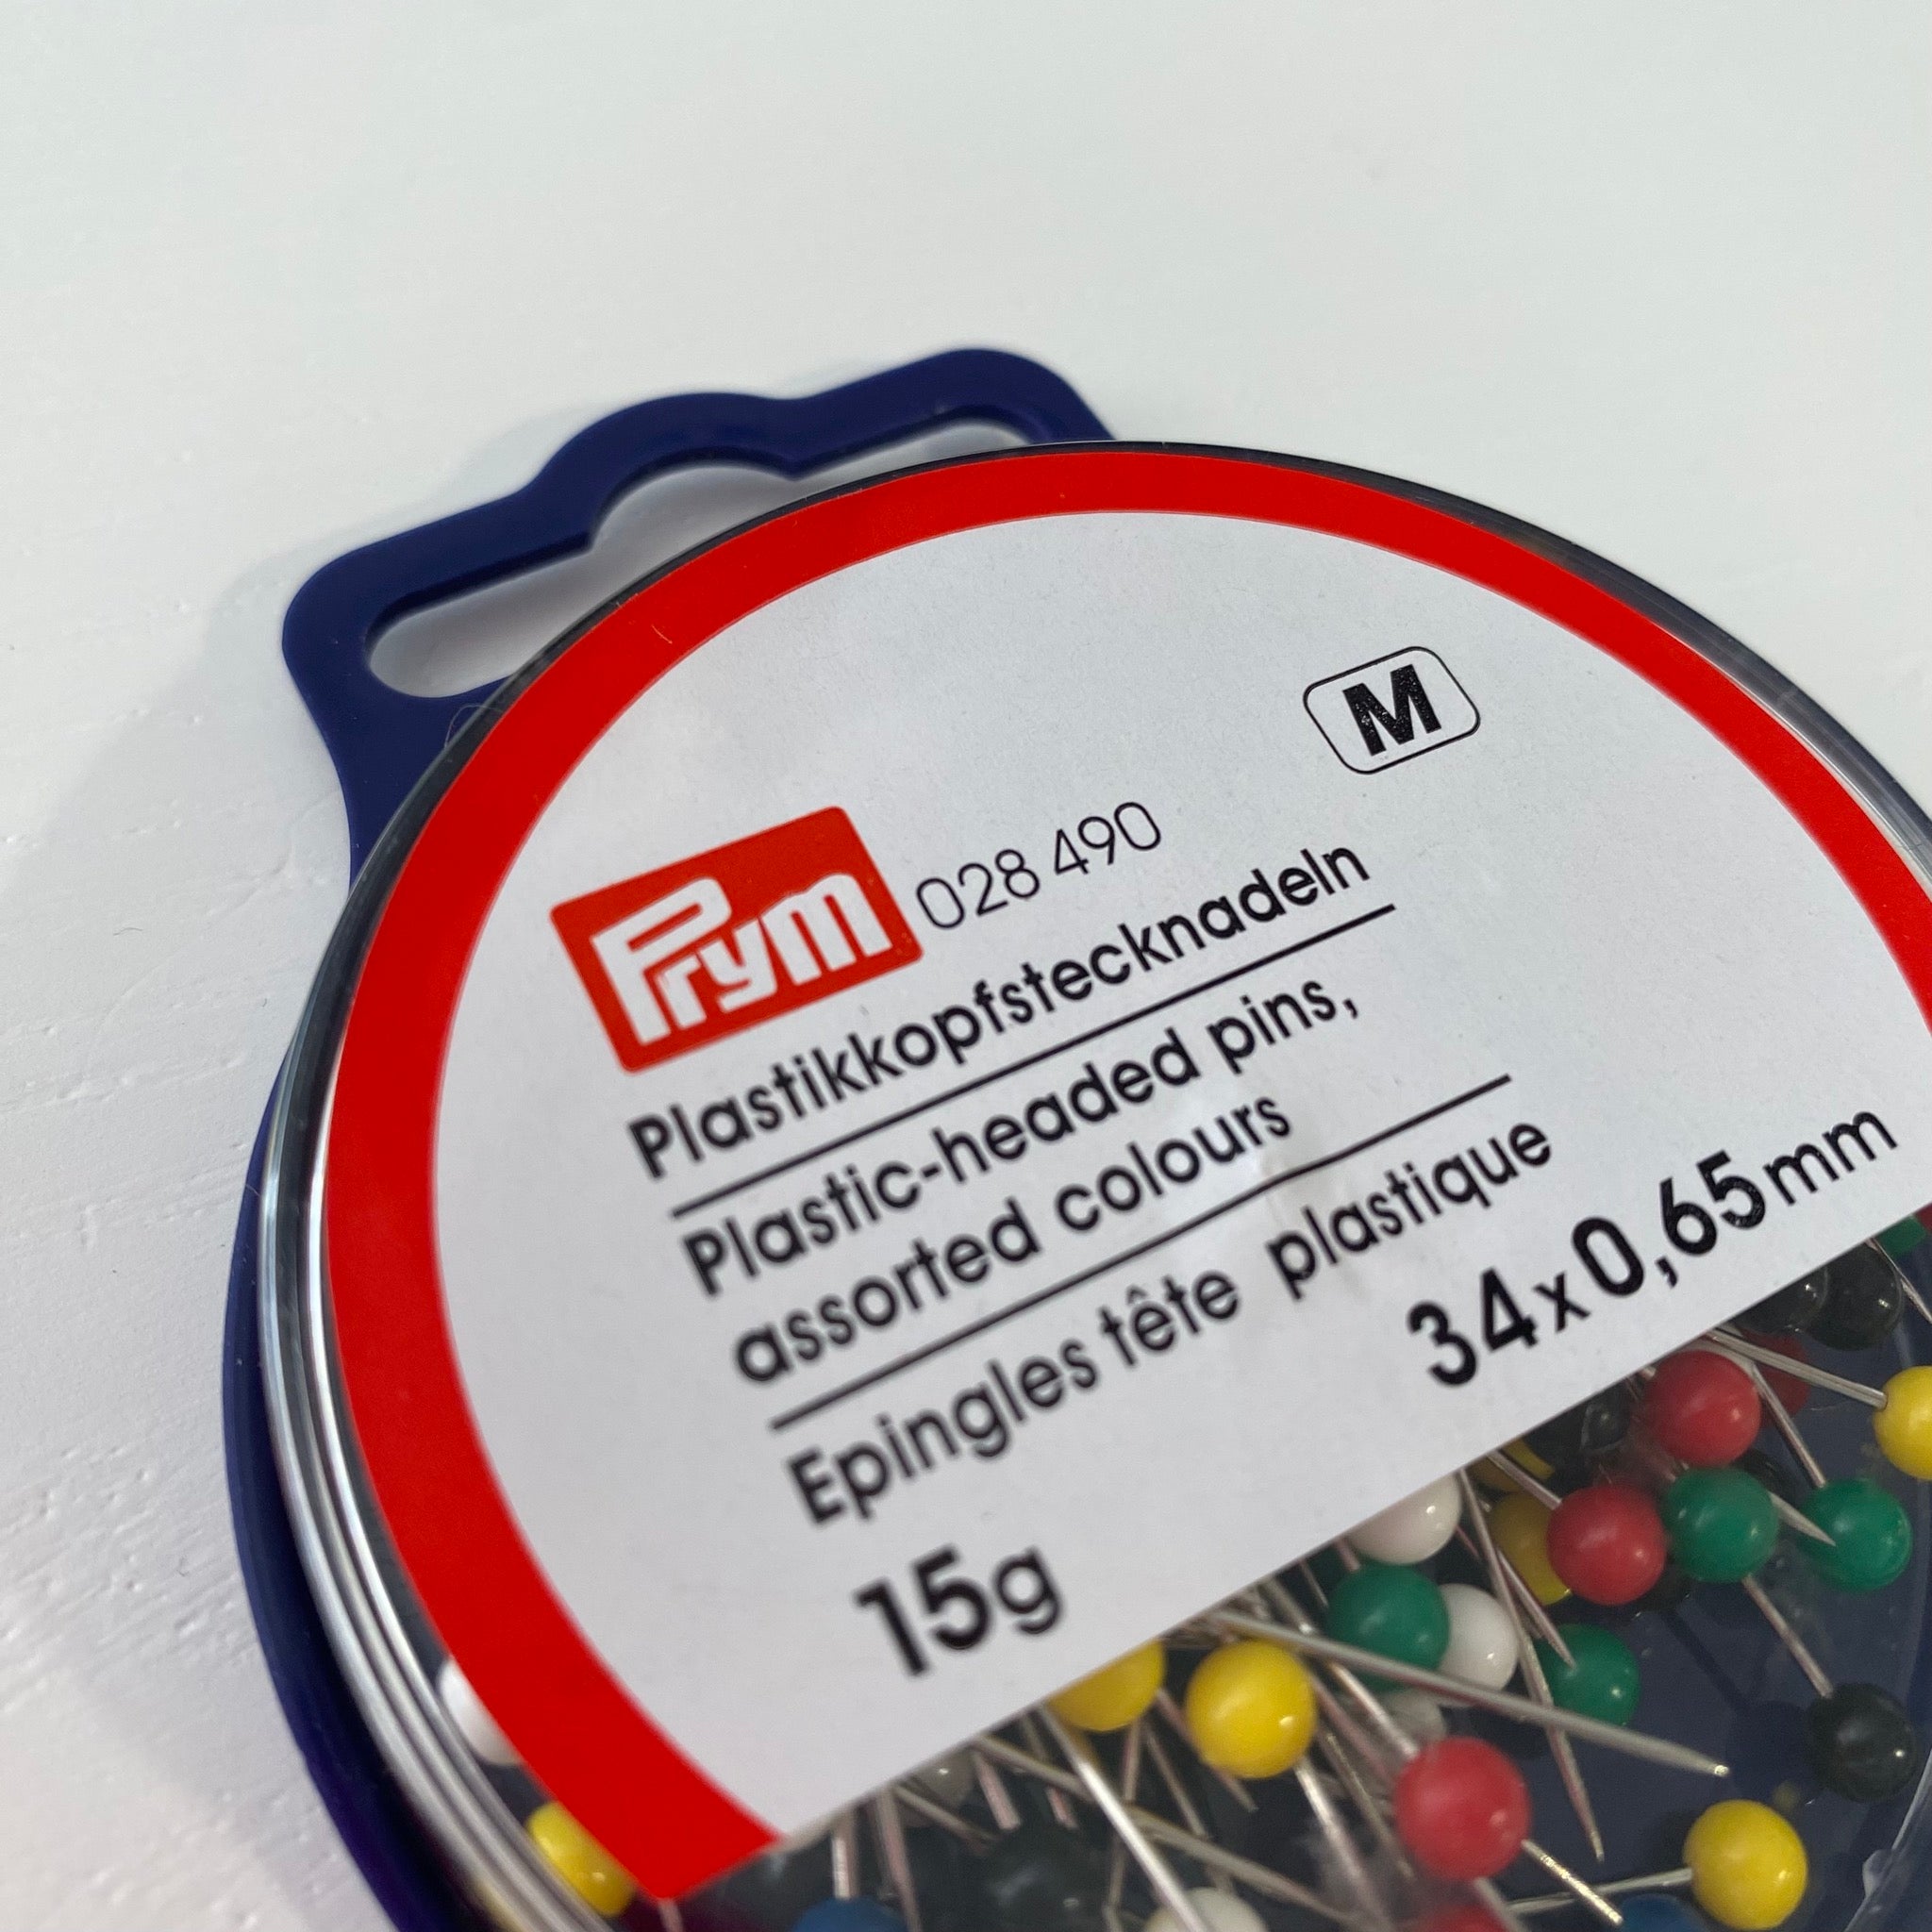 M
Prym 028 490
Plastikkopfstecknadeln
Plastic-headed pins,
assorted colours
Epingles tête plastique
34x0,65mm
15g